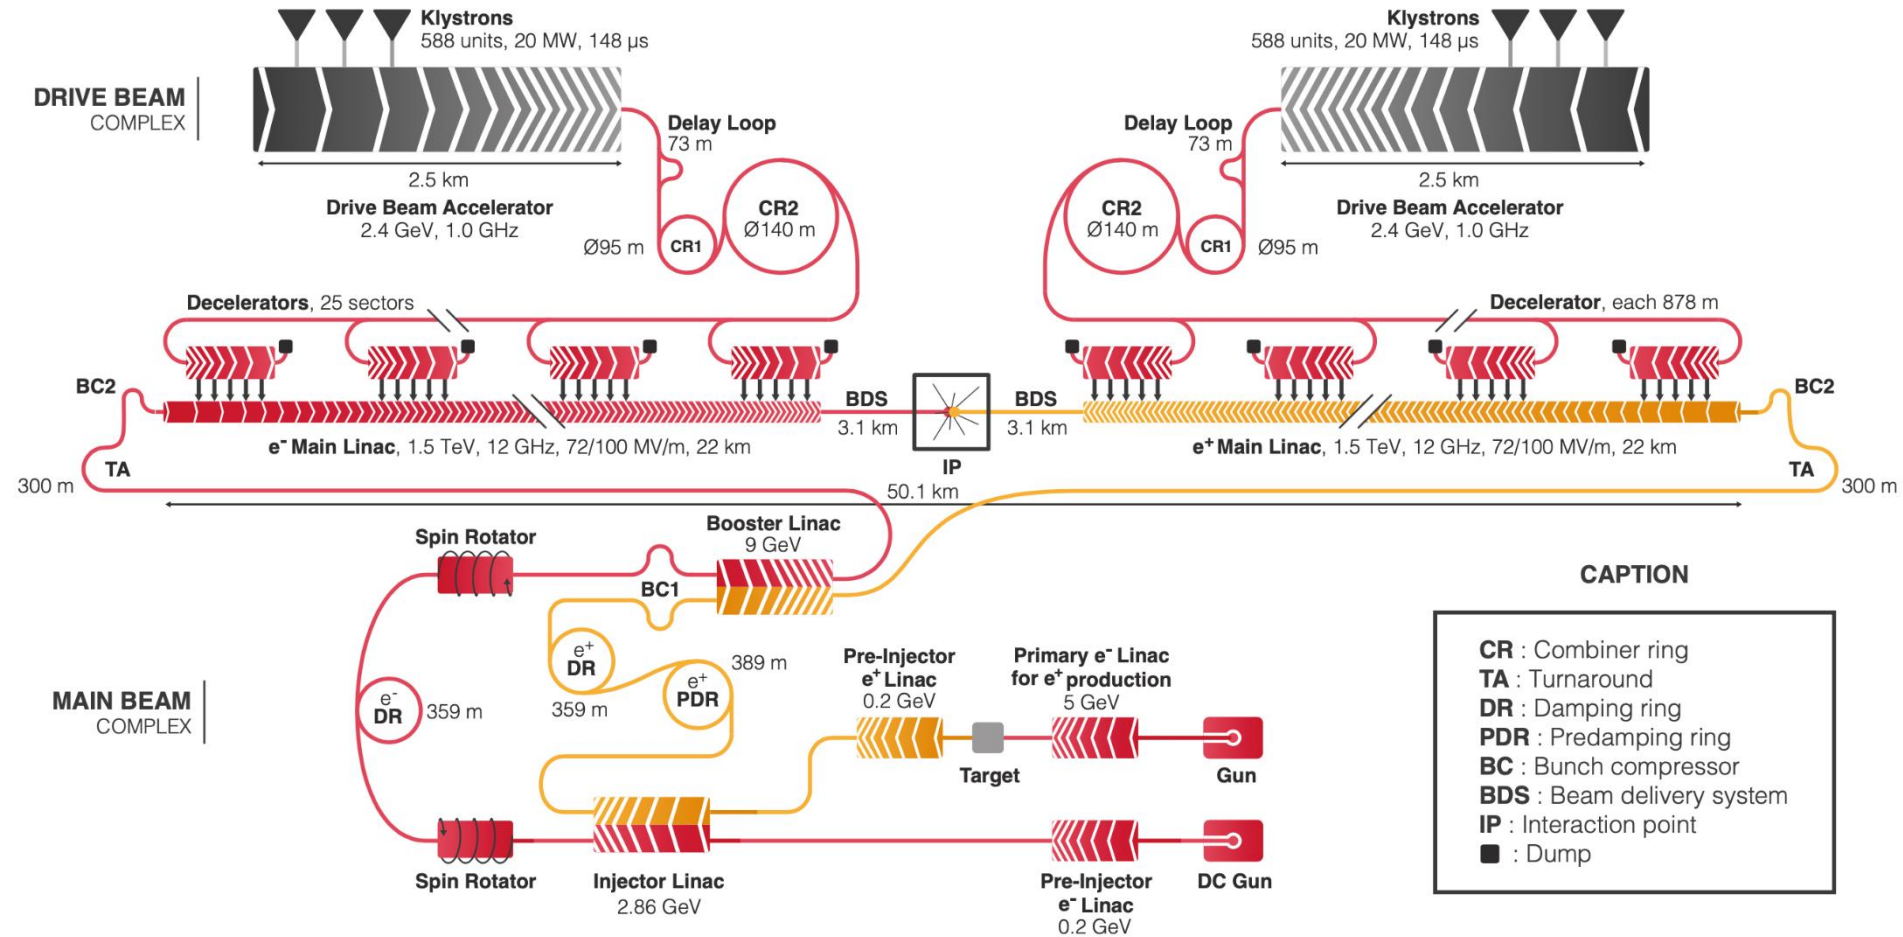 Klystrons
588 units, 20 MW, 148 µs
Klystrons
588 units, 20 MW, 148 µs
DRIVE BEAM
COMPLEX
Delay Loop
73 m
Delay Loop
73 m
2.5 km
Drive Beam Accelerator
2.4 GeV, 1.0 GHz
2.5 km
Drive Beam Accelerator
2.4 GeV, 1.0 GHz
CR2
Ø140 m
CR2
Ø140 m
Ø95 m
CR1
CR1
Ø95 m
Decelerators, 25 sectors
Decelerator, each 878 m
BC2
BDS
3.1 km
BDS
3.1 km
BC2
e- Main Linac, 1.5 TeV, 12 GHz, 72/100 MV/m, 22 km
IP
e+ Main Linac, 1.5 TeV, 12 GHz, 72/100 MV/m, 22 km
TA
300 m
TA
300 m
50.1 km
Spin Rotator
Booster Linac
9 GeV
BC1
MAIN BEAM
COMPLEX
e-
DR
359 m
e+
DR
359 m
e+
PDR
389 m
Pre-Injector
e+ Linac
0.2 GeV
Primary e- Linac
for e+ production
5 GeV
Target
Gun
Spin Rotator
Injector Linac
2.86 GeV
Pre-Injector
e- Linac
0.2 GeV
DC Gun
CAPTION
CR : Combiner ring
TA : Turnaround
DR : Damping ring
PDR : Predamping ring
BC : Bunch compressor
BDS : Beam delivery system
IP : Interaction point
: Dump